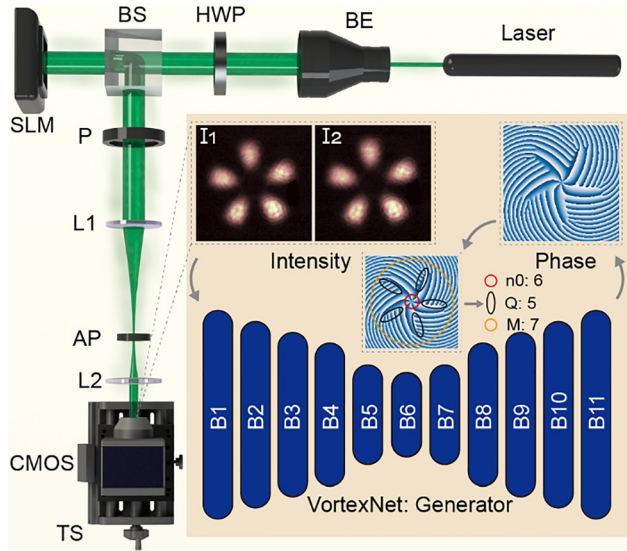 BS
HWP
BE
Laser
SLM
P
L1
AP
L2
CMOS
TS
I1
I2
Intensity
Phase
n0: 6
Q: 5
M: 7
B1
B2
B3
B4
B5
B6
B7
B8
B9
B10
B11
VortexNet: Generator